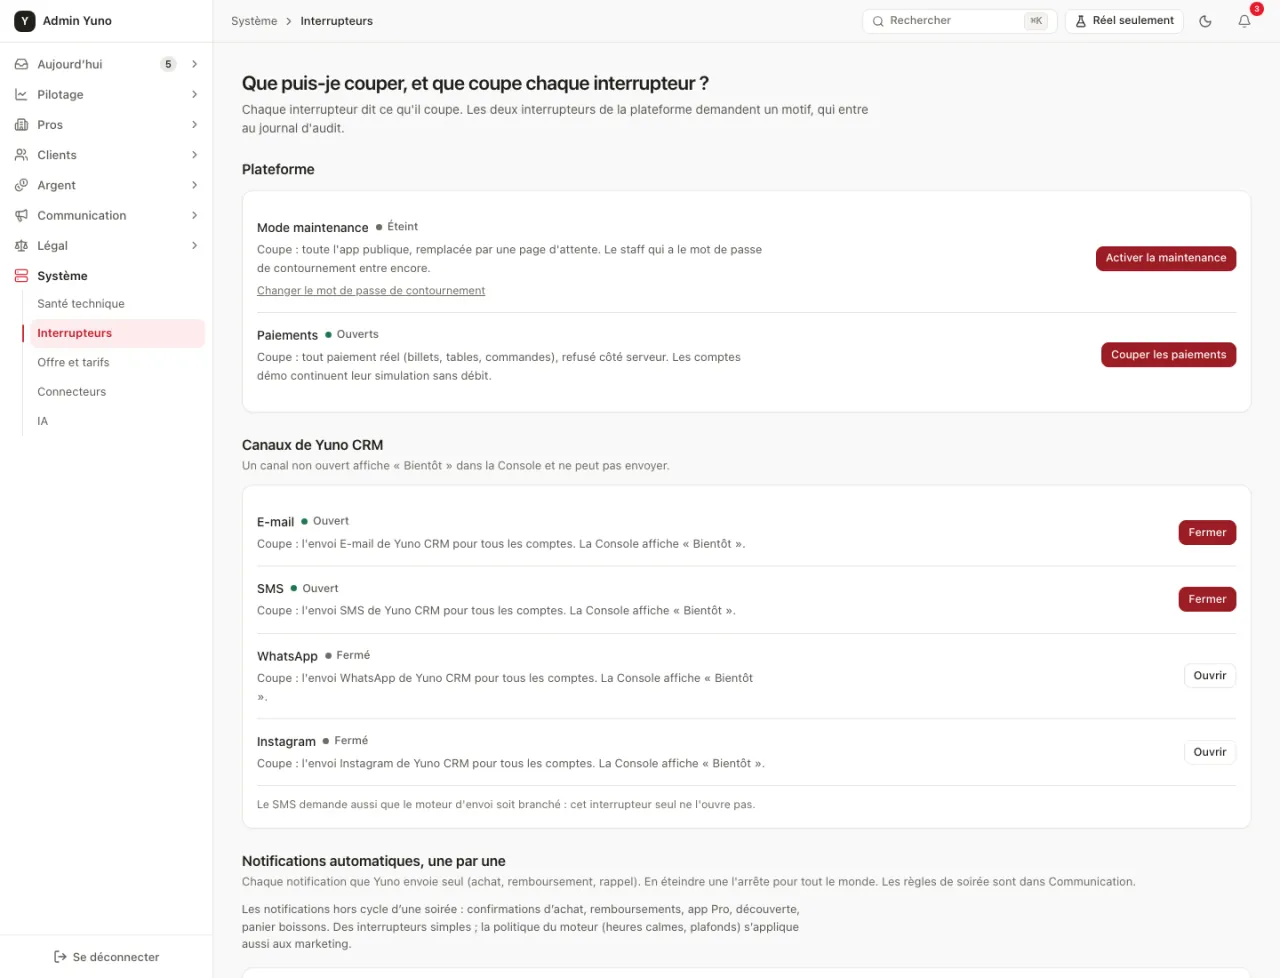 Y Admin Yuno
Aujourd'hui 5
Pilotage
Pros
Clients
Argent
Communication
Légal
Système
Santé technique
Interrupteurs
Offre et tarifs
Connecteurs
IA
Se déconnecter
Système > Interrupteurs
Rechercher ⌘K
Réel seulement
3
Que puis-je couper, et que coupe chaque interrupteur ?
Chaque interrupteur dit ce qu'il coupe. Les deux interrupteurs de la plateforme demandent un motif, qui entre
au journal d'audit.
Plateforme
Mode maintenance ● Éteint
Coupe : toute l'app publique, remplacée par une page d'attente. Le staff qui a le mot de passe
de contournement entre encore.
Changer le mot de passe de contournement
Activer la maintenance
Paiements ● Ouverts
Coupe : tout paiement réel (billets, tables, commandes), refusé côté serveur. Les comptes
démo continuent leur simulation sans débit.
Couper les paiements
Canaux de Yuno CRM
Un canal non ouvert affiche « Bientôt » dans la Console et ne peut pas envoyer.
E-mail ● Ouvert
Coupe : l'envoi E-mail de Yuno CRM pour tous les comptes. La Console affiche « Bientôt ».
Fermer
SMS ● Ouvert
Coupe : l'envoi SMS de Yuno CRM pour tous les comptes. La Console affiche « Bientôt ».
Fermer
WhatsApp ● Fermé
Coupe : l'envoi WhatsApp de Yuno CRM pour tous les comptes. La Console affiche « Bientôt
».
Ouvrir
Instagram ● Fermé
Coupe : l'envoi Instagram de Yuno CRM pour tous les comptes. La Console affiche « Bientôt ».
Ouvrir
Le SMS demande aussi que le moteur d'envoi soit branché : cet interrupteur seul ne l'ouvre pas.
Notifications automatiques, une par une
Chaque notification que Yuno envoie seul (achat, remboursement, rappel). En éteindre une l'arrête pour tout le monde. Les règles de soirée sont dans Communication.
Les notifications hors cycle d’une soirée : confirmations d’achat, remboursements, app Pro, découverte,
panier boissons. Des interrupteurs simples ; la politique du moteur (heures calmes, plafonds) s’applique
aussi aux marketing.